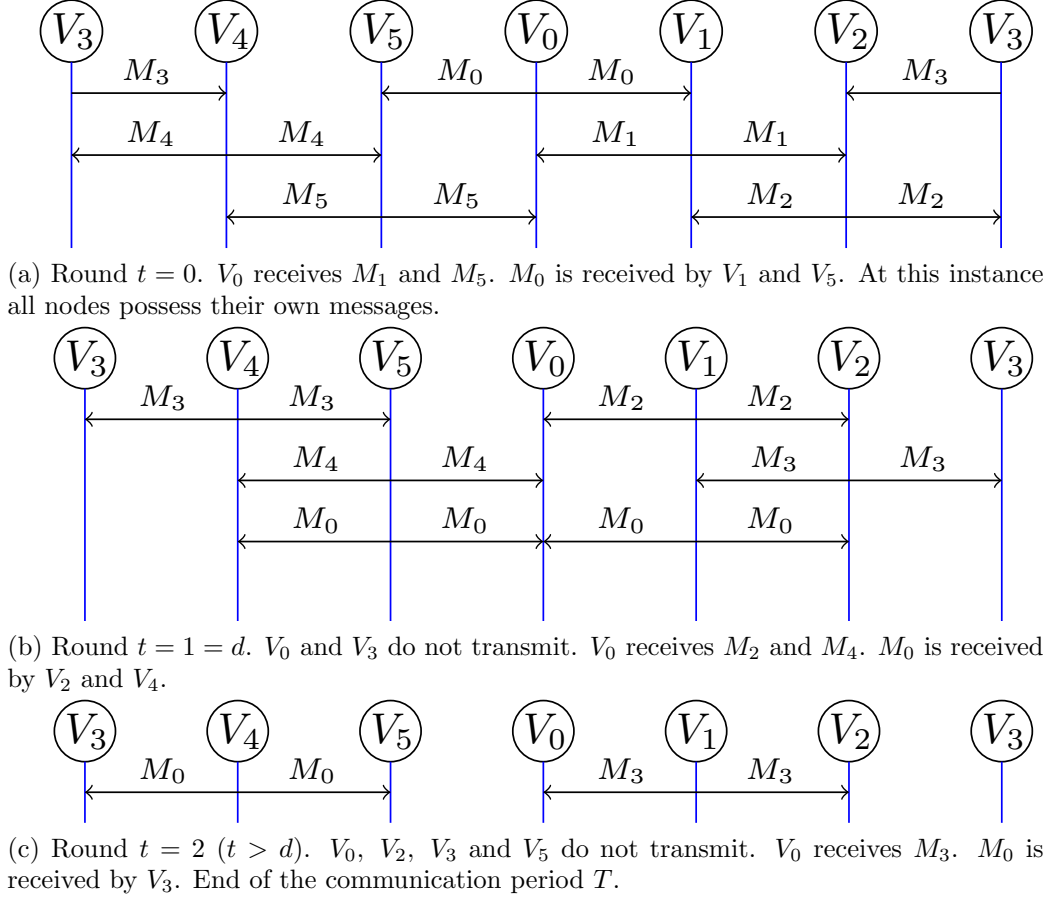 V3 V4 V5 V0 V1 V2 V3
M3 M0 M0 M3
M4 M4 M1 M1
M5 M5 M2 M2
(a) Round t = 0. V0 receives M1 and M5. M0 is received by V1 and V5. At this instance
all nodes possess their own messages.
V3 V4 V5 V0 V1 V2 V3
M3 M3 M2 M2
M4 M4 M3 M3
M0 M0 M0 M0
(b) Round t = 1 = d. V0 and V3 do not transmit. V0 receives M2 and M4. M0 is received
by V2 and V4.
V3 V4 V5 V0 V1 V2 V3
M0 M0 M3 M3
(c) Round t = 2 (t > d). V0, V2, V3 and V5 do not transmit. V0 receives M3. M0 is
received by V3. End of the communication period T.